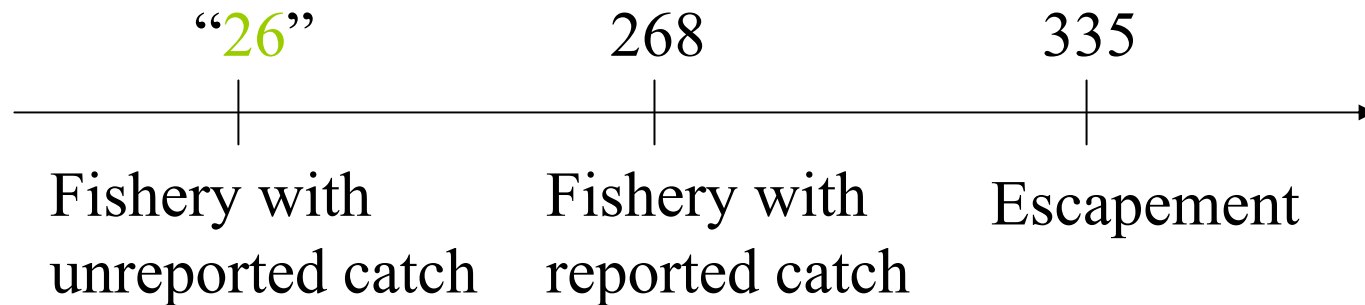 “26” 268 335
Fishery with unreported catch
Fishery with reported catch
Escapement